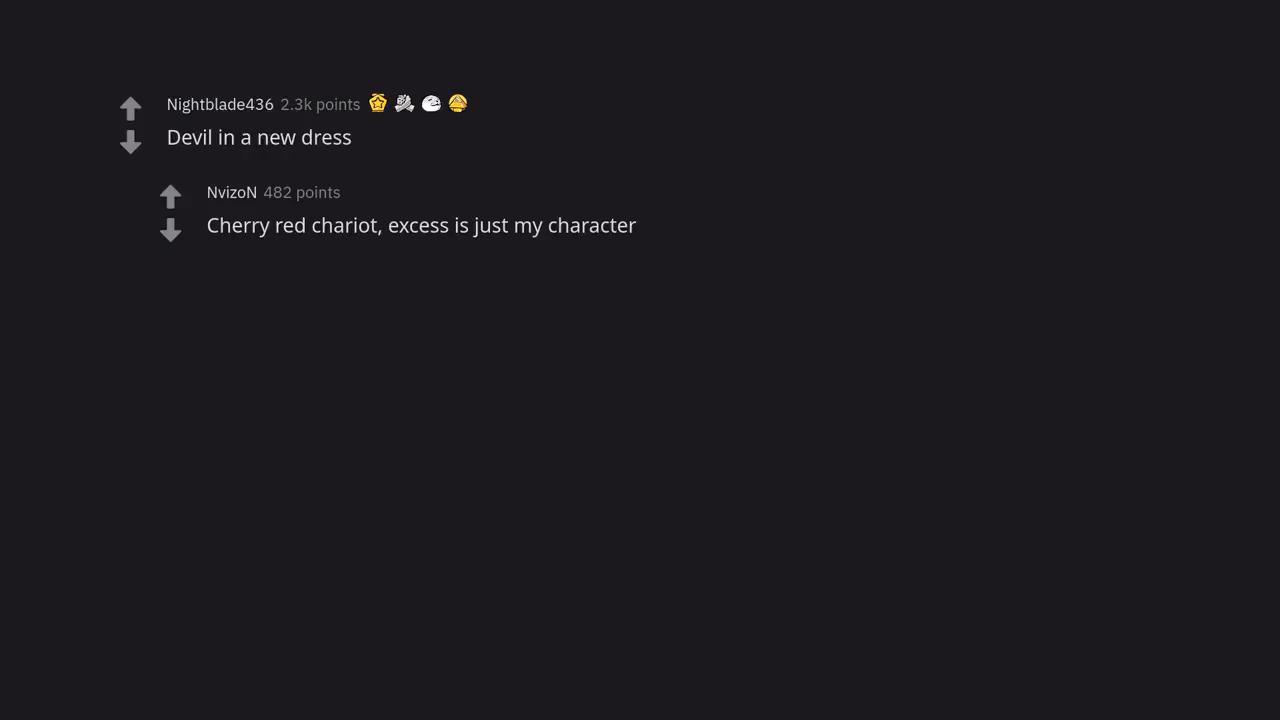 Nightblade436 2.3k points
Devil in a new dress
NvizoN 482 points
Cherry red chariot, excess is just my character